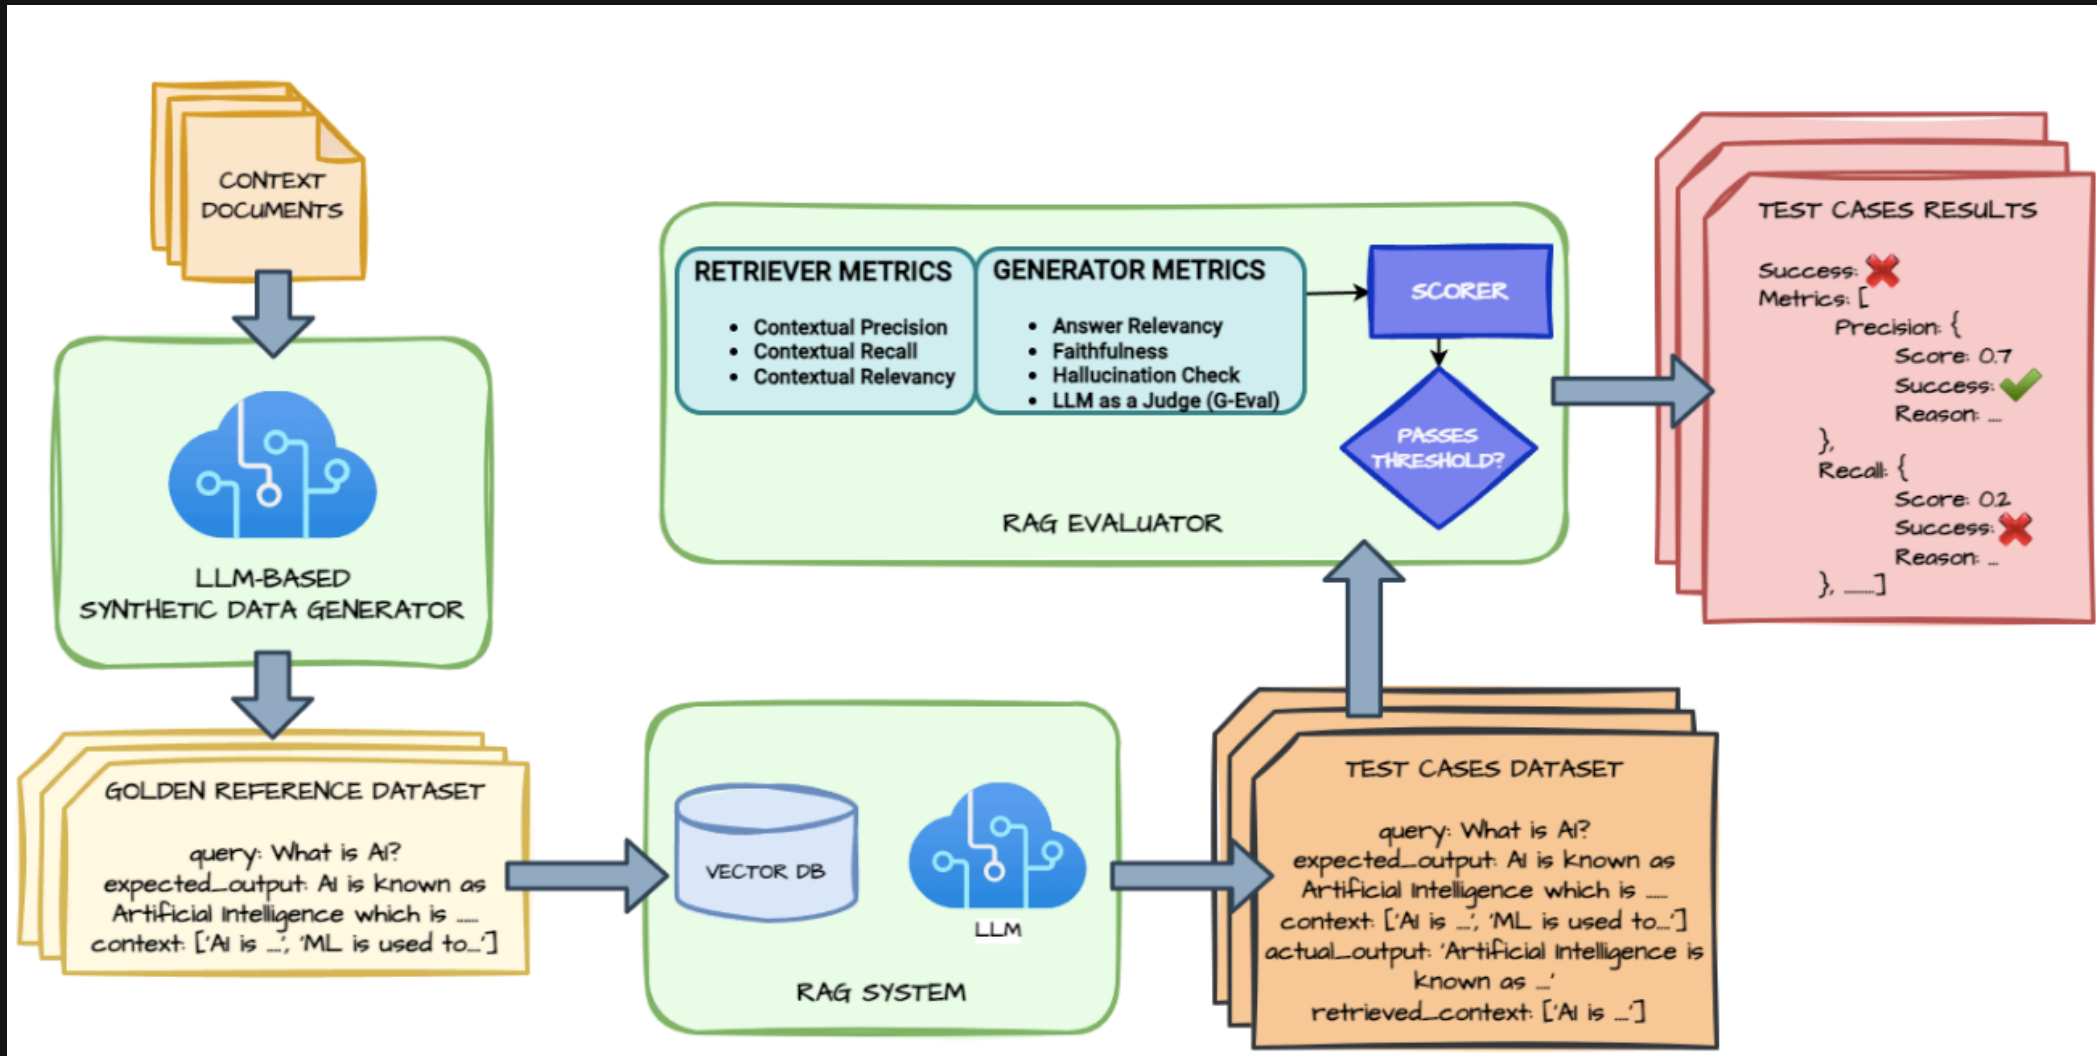 CONTEXT
DOCUMENTS
LLM-BASED
SYNTHETIC DATA GENERATOR
GOLDEN REFERENCE DATASET
query: What is AI?
expected_output: AI is known as
Artificial Intelligence which is ......
context: ['AI is ....', 'ML is used to....']
VECTOR DB
LLM
RAG SYSTEM
TEST CASES DATASET
query: What is AI?
expected_output: AI is known as
Artificial Intelligence which is ......
context: ['AI is ....', 'ML is used to...']
actual_output: 'Artificial Intelligence is
known as ....'
retrieved_context: ['AI is ....']
RETRIEVER METRICS
• Contextual Precision
• Contextual Recall
• Contextual Relevancy
GENERATOR METRICS
• Answer Relevancy
• Faithfulness
• Hallucination Check
• LLM as a Judge (G-Eval)
SCORER
PASSES
THRESHOLD?
RAG EVALUATOR
TEST CASES RESULTS
Success: ❌
Metrics: [
Precision: {
Score: 0.7
Success: ✔
Reason: ....
},
Recall: {
Score: 0.2
Success: ❌
Reason: ...
}, ........]